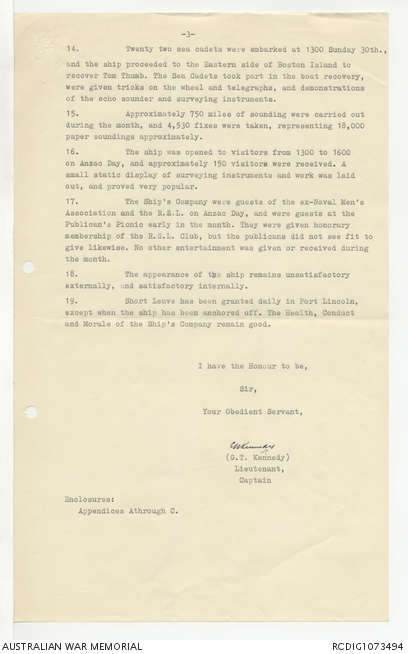 -3-
14. Twenty two sea cadets were embarked at 1300 Sunday 30th.,
and the ship proceeded to the Eastern side of Boston Island to
recover Tom Thumb. The Sea Cadets took part in the boat recovery,
were given tricks on the wheel and telegraphs, and demonstrations
of the echo sounder and surveying instruments.
15. Approximately 750 miles of sounding were carried out
during the month, and 4,530 fixes were taken, representing 18,000
paper soundings approximately.
16. The ship was opened to visitors from 1300 to 1600
on Anzac Day, and approximately 150 visitors were received. A
small static display of surveying instruments and work was laid
out, and proved very popular.
17. The Ship's Company were guests of the ex-Naval Men's
Association and the R.S.L. on Anzac Day, and were guests at the
Publican's Picnic early in the month. They were given honorary
membership of the R.S.L. Club, but the publicans did not see fit to
give likewise. No other entertainment was given or received during
the month.
18. The appearance of the ship remains unsatisfactory
externally, and satisfactory internally.
19. Short Leave has been granted daily in Port Lincoln,
except when the ship has been anchored off. The Health, Conduct
and Morale of the Ship's Company remain good.
I have the Honour to be,
Sir,
Your Obedient Servant,
GTKennedy
(G.T. Kennedy)
Lieutenant,
Captain
Enclosures:
Appendices Athrough C.
AUSTRALIAN WAR MEMORIAL
RCDIG1073494